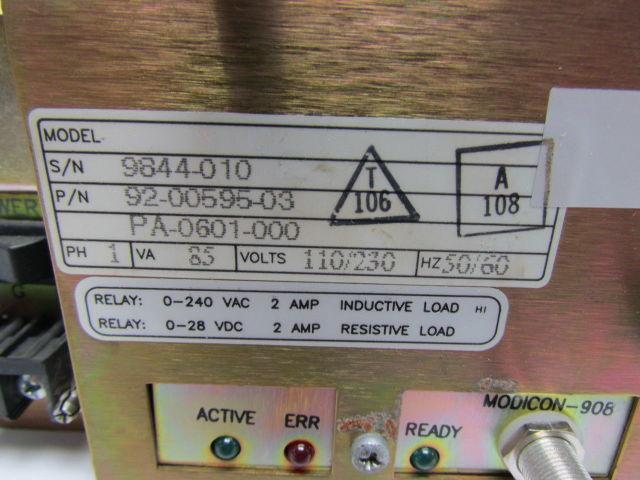 MODEL
S/N 9844-010
P/N 92-00595-03
PA-0601-000
T
106
A
108
PH 1 VA 85 VOLTS 110/230 HZ 50/60
RELAY: 0-240 VAC 2 AMP INDUCTIVE LOAD HI
RELAY: 0-28 VDC 2 AMP RESISTIVE LOAD
WER
G
ACTIVE ERR
READY
MODICON-908